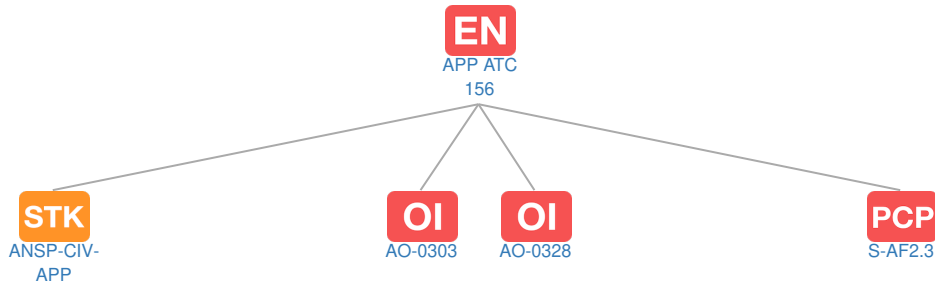 EN
APP ATC
156
STK
OI
OI
PCP
ANSP-CIV-
APP
AO-0303
AO-0328
S-AF2.3